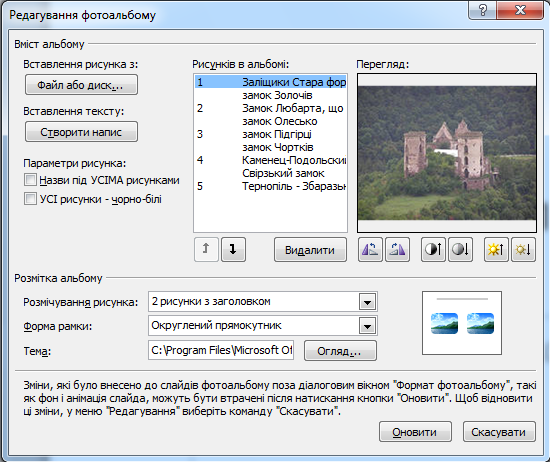 Редагування фотоальбому
Вміст альбому
Вставлення рисунка з:
Файл або диск...
Вставлення тексту:
Створити напис
Параметри рисунка:
Назви під УСІМА рисунками
УСІ рисунки - чорно-білі
Рисунків в альбомі:
1 Заліщики Стара фор
замок Золочів
2 Замок Любарта, що
замок Олесько
3 замок Підгірці
замок Чортків
4 Каменец-Подольский
Свірзький замок
5 Тернопіль - Збаразьн
Видалити
Перегляд:
Розмітка альбому
Розмічування рисунка:
2 рисунки з заголовком
Форма рамки:
Округлений прямокутник
Тема:
C:\Program Files\Microsoft Of
Огляд...
Зміни, які було внесено до слайдів фотоальбому поза діалоговим вікном "Формат фотоальбому", такі
як фон і анімація слайда, можуть бути втрачені після натискання кнопки "Оновити". Щоб відновити
ці зміни, у меню "Редагування" виберіть команду "Скасувати".
Оновити
Скасувати